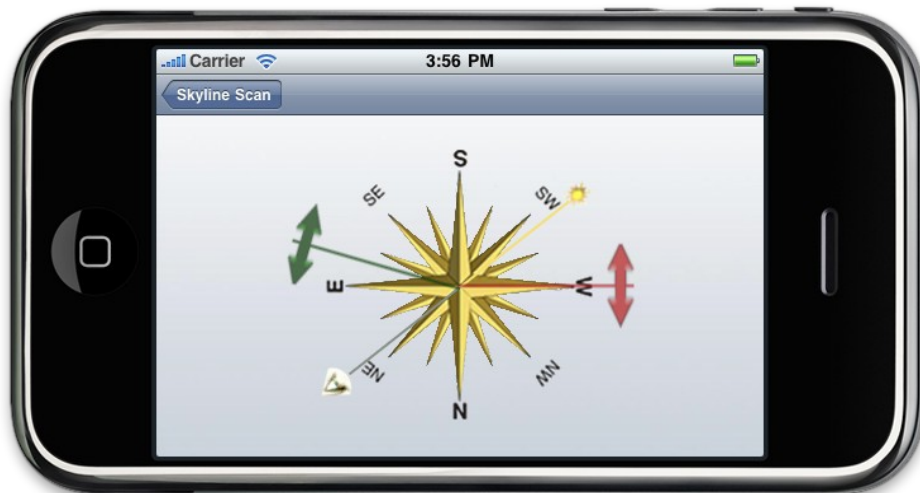 Carrier 3:56 PM
Skyline Scan
S
SE SW
E W
NE NW
N